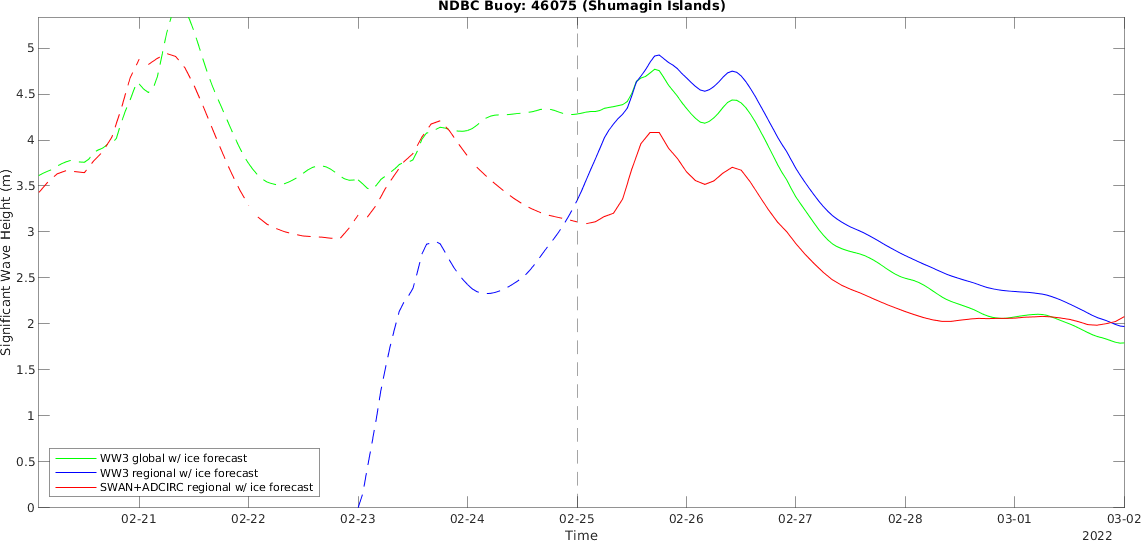 NDBC Buoy: 46075 (Shumagin Islands)
Significant Wave Height (m)
5
4.5
4
3.5
3
2.5
2
1.5
1
0.5
0
WW3 global w/ ice forecast
WW3 regional w/ ice forecast
SWAN+ADCIRC regional w/ ice forecast
02-21 02-22 02-23 02-24 02-25 02-26 02-27 02-28 03-01 03-02
Time
2022